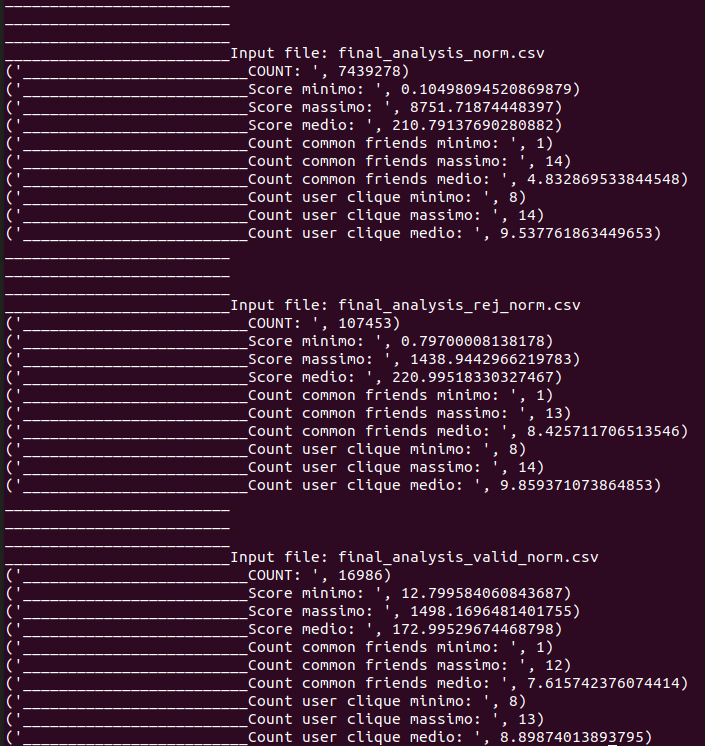 _________________________
_________________________
_________________________
_________________________Input file: final_analysis_norm.csv
('_________________________COUNT: ', 7439278)
('_________________________Score minimo: ', 0.10498094520869879)
('_________________________Score massimo: ', 8751.71874448397)
('_________________________Score medio: ', 210.79137690280882)
('_________________________Count common friends minimo: ', 1)
('_________________________Count common friends massimo: ', 14)
('_________________________Count common friends medio: ', 4.832869533844548)
('_________________________Count user clique minimo: ', 8)
('_________________________Count user clique massimo: ', 14)
('_________________________Count user clique medio: ', 9.537761863449653)
_________________________
_________________________
_________________________
_________________________Input file: final_analysis_rej_norm.csv
('_________________________COUNT: ', 107453)
('_________________________Score minimo: ', 0.79700008138178)
('_________________________Score massimo: ', 1438.9442966219783)
('_________________________Score medio: ', 220.99518330327467)
('_________________________Count common friends minimo: ', 1)
('_________________________Count common friends massimo: ', 13)
('_________________________Count common friends medio: ', 8.425711706513546)
('_________________________Count user clique minimo: ', 8)
('_________________________Count user clique massimo: ', 14)
('_________________________Count user clique medio: ', 9.859371073864853)
_________________________
_________________________
_________________________
_________________________Input file: final_analysis_valid_norm.csv
('_________________________COUNT: ', 16986)
('_________________________Score minimo: ', 12.799584060843687)
('_________________________Score massimo: ', 1498.1696481401755)
('_________________________Score medio: ', 172.99529674468798)
('_________________________Count common friends minimo: ', 1)
('_________________________Count common friends massimo: ', 12)
('_________________________Count common friends medio: ', 7.615742376074414)
('_________________________Count user clique minimo: ', 8)
('_________________________Count user clique massimo: ', 13)
('_________________________Count user clique medio: ', 8.89874013893795)